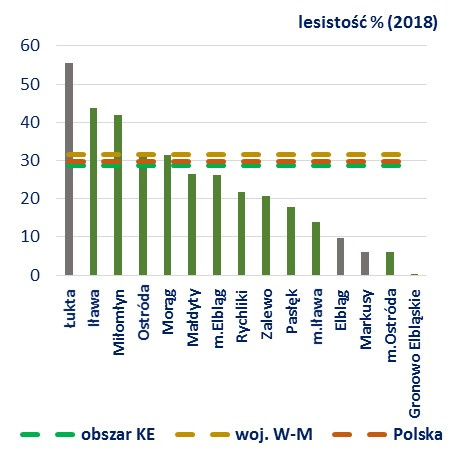 lesistość % (2018)
60
50
40
30
20
10
0
Łukta
Iława
Miłomłyn
Ostróda
Morąg
Małdyty
m.Elbląg
Rychliki
Zalewo
Pasłęk
m.Iława
Elbląg
Markusy
m.Ostróda
Gronowo Elbląskie
obszar KE woj. W-M Polska